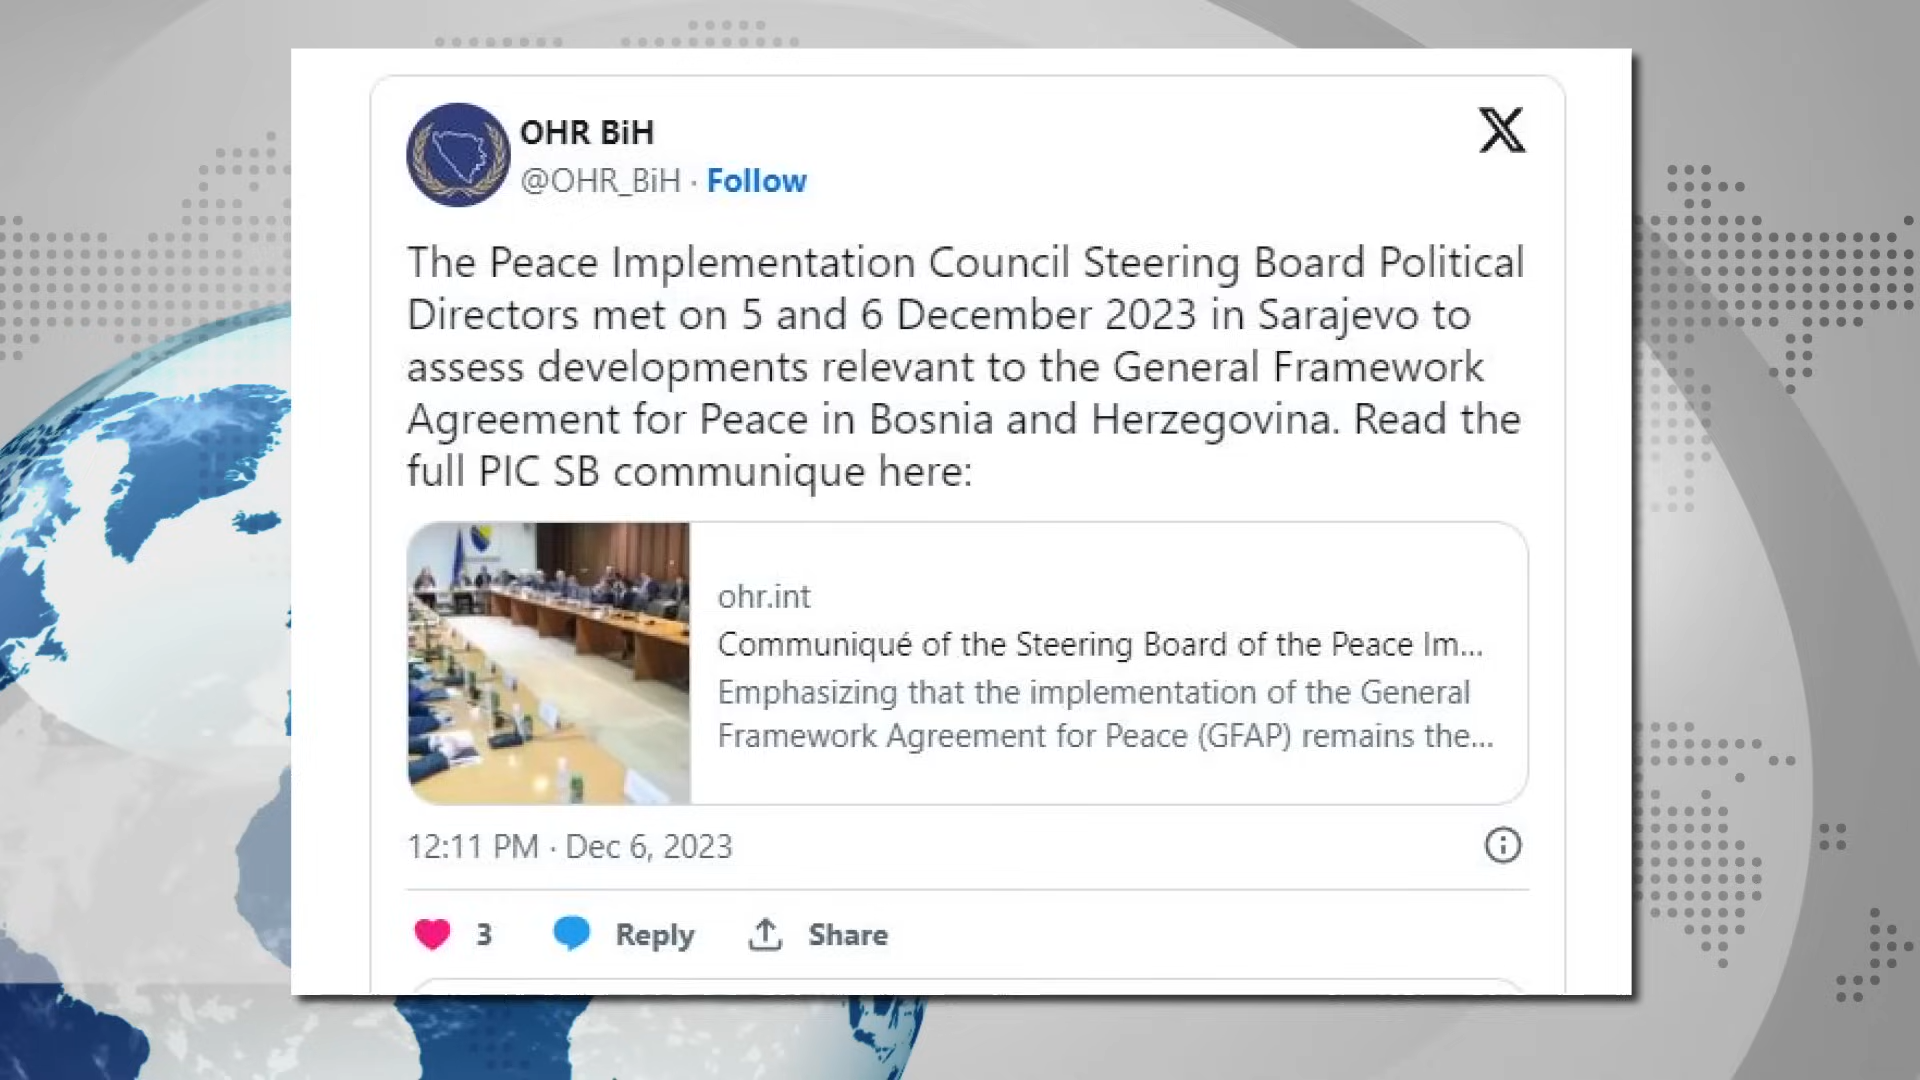 OHR BiH
@OHR_BiH · Follow
The Peace Implementation Council Steering Board Political
Directors met on 5 and 6 December 2023 in Sarajevo to
assess developments relevant to the General Framework
Agreement for Peace in Bosnia and Herzegovina. Read the
full PIC SB communique here:
ohr.int
Communiqué of the Steering Board of the Peace Im...
Emphasizing that the implementation of the General
Framework Agreement for Peace (GFAP) remains the...
12:11 PM · Dec 6, 2023
3 Reply Share